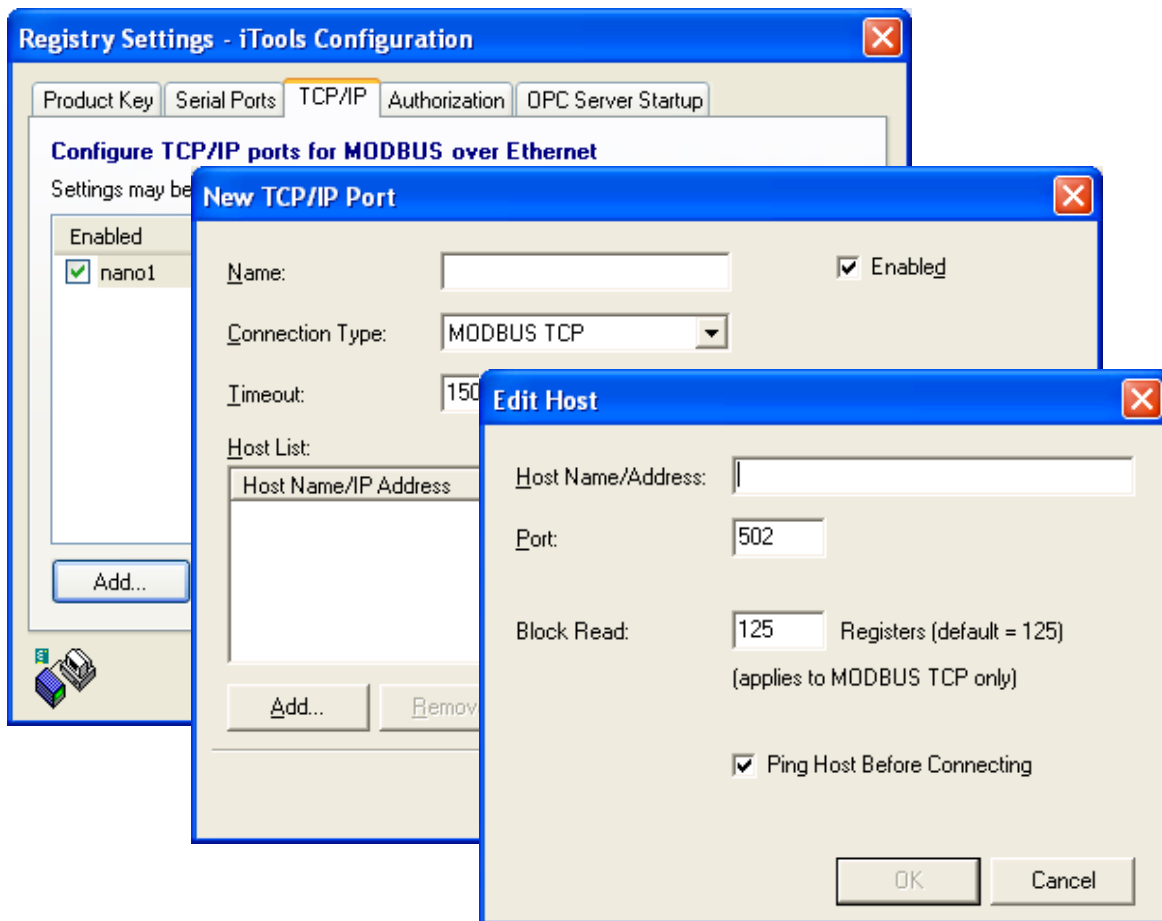 Registry Settings - iTools Configuration
Product Key Serial Ports TCP/IP Authorization OPC Server Startup
Configure TCP/IP ports for MODBUS over Ethernet
Settings may be
Enabled
nano1
Add...
New TCP/IP Port
Name:
Enabled
Connection Type: MODBUS TCP
Timeout: 150
Host List:
Host Name/IP Address
Add... Remov
Edit Host
Host Name/Address:
Port: 502
Block Read: 125 Registers (default = 125)
(applies to MODBUS TCP only)
Ping Host Before Connecting
OK Cancel